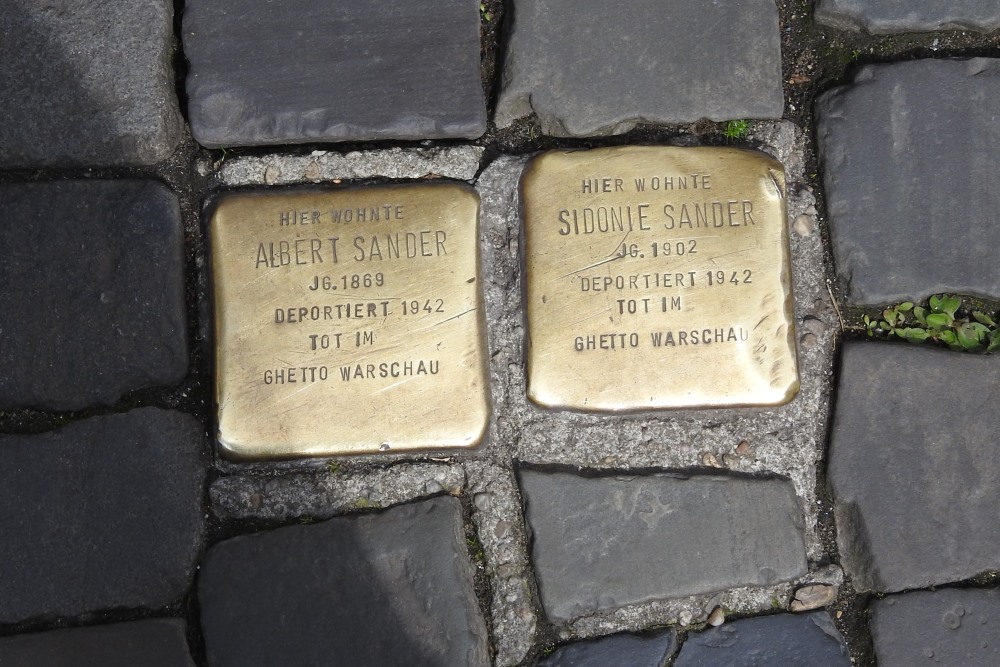 HIER WOHNTE
ALBERT SANDER
JG.1869
DEPORTIERT 1942
TOT IM
GHETTO WARSCHAU
HIER WOHNTE
SIDONIE SANDER
JG.1902
DEPORTIERT 1942
TOT IM
GHETTO WARSCHAU